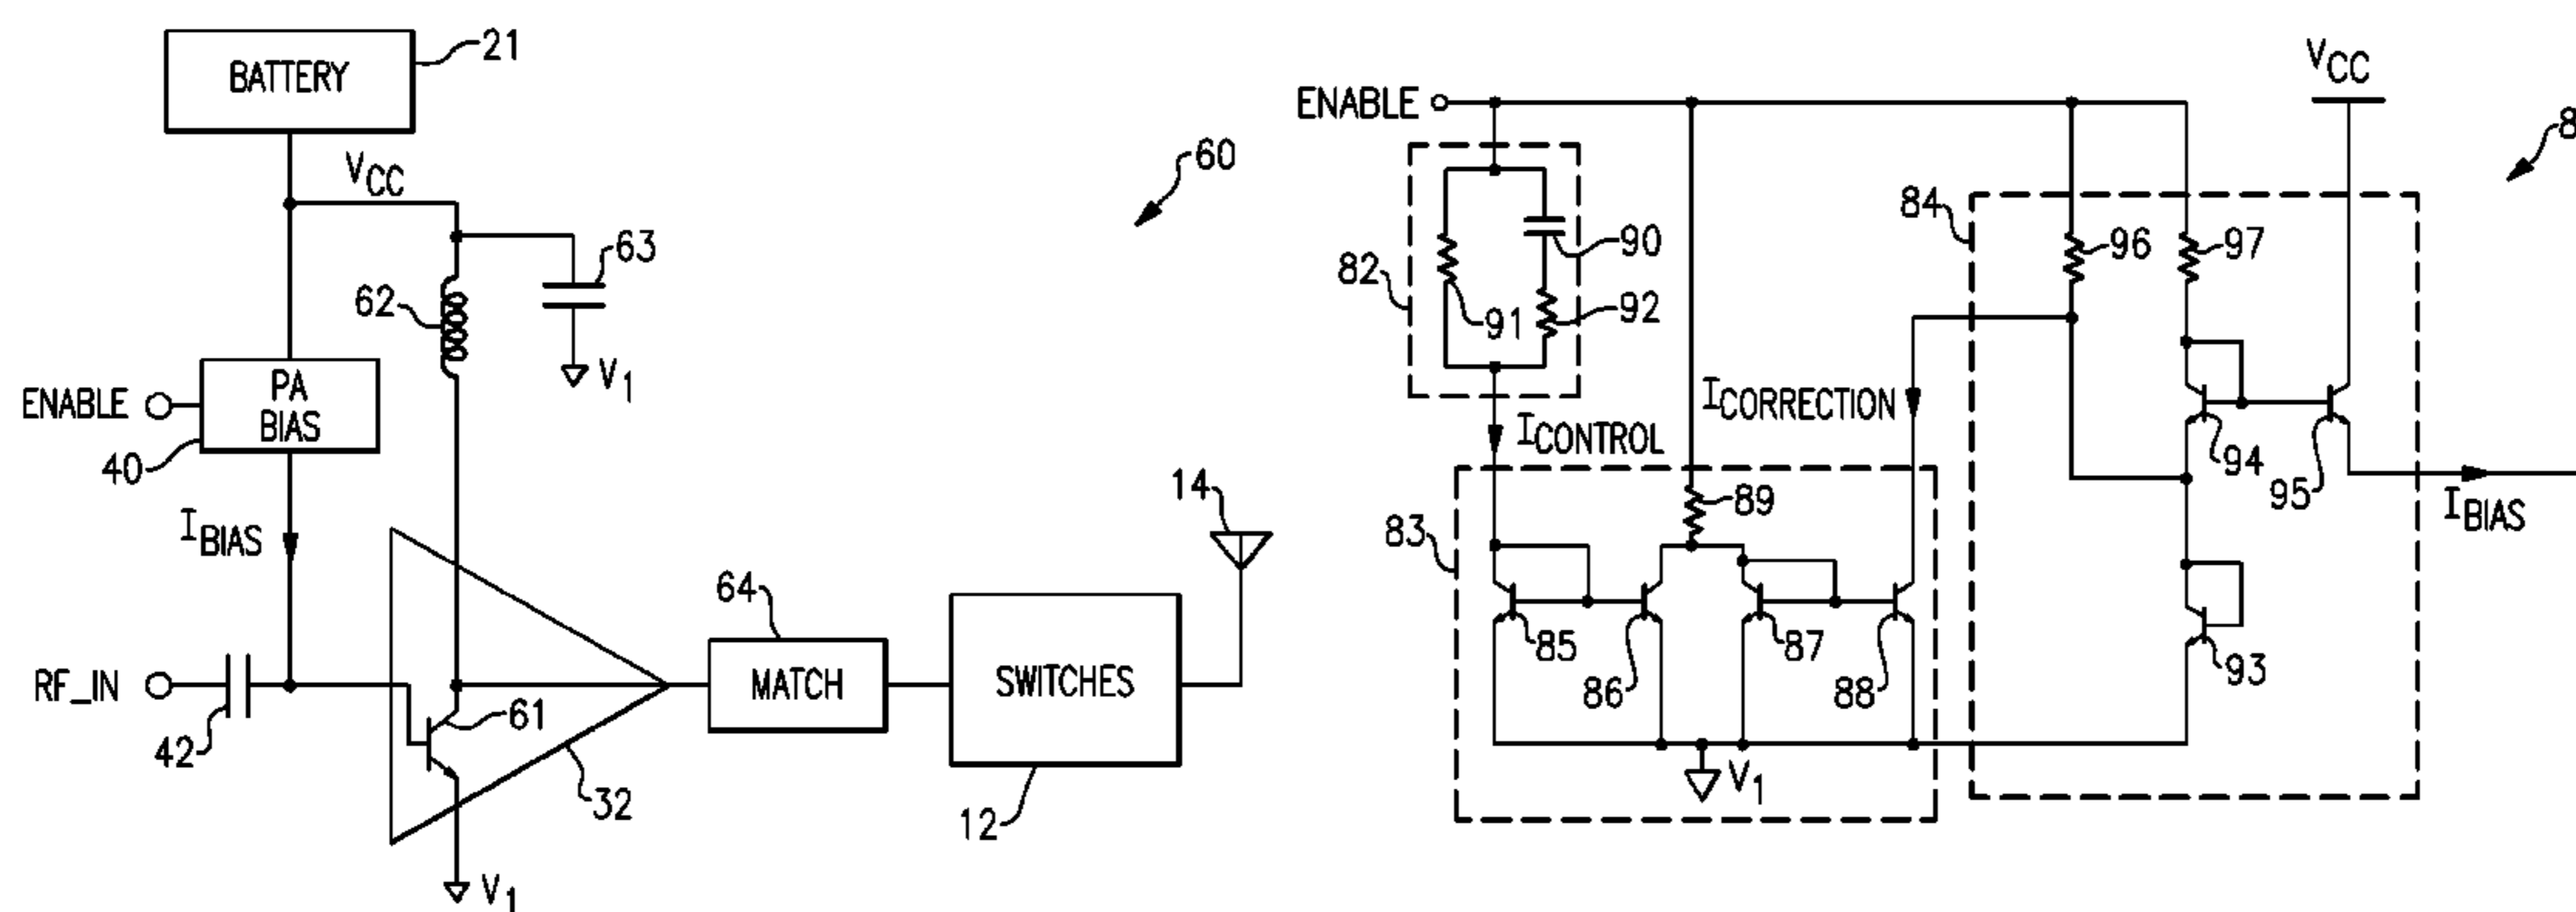 BATTERY
21
VCC
60
63
62
V1
ENABLE
PA
BIAS
40
IBIAS
14
64
RF_IN
61
MATCH
SWITCHES
42
32
12
V1
VCC
ENABLE
8
84
90
96
97
82
91
92
ICONTROL
ICORRECTION
94
95
IBIAS
83
89
85
86
87
88
93
V1